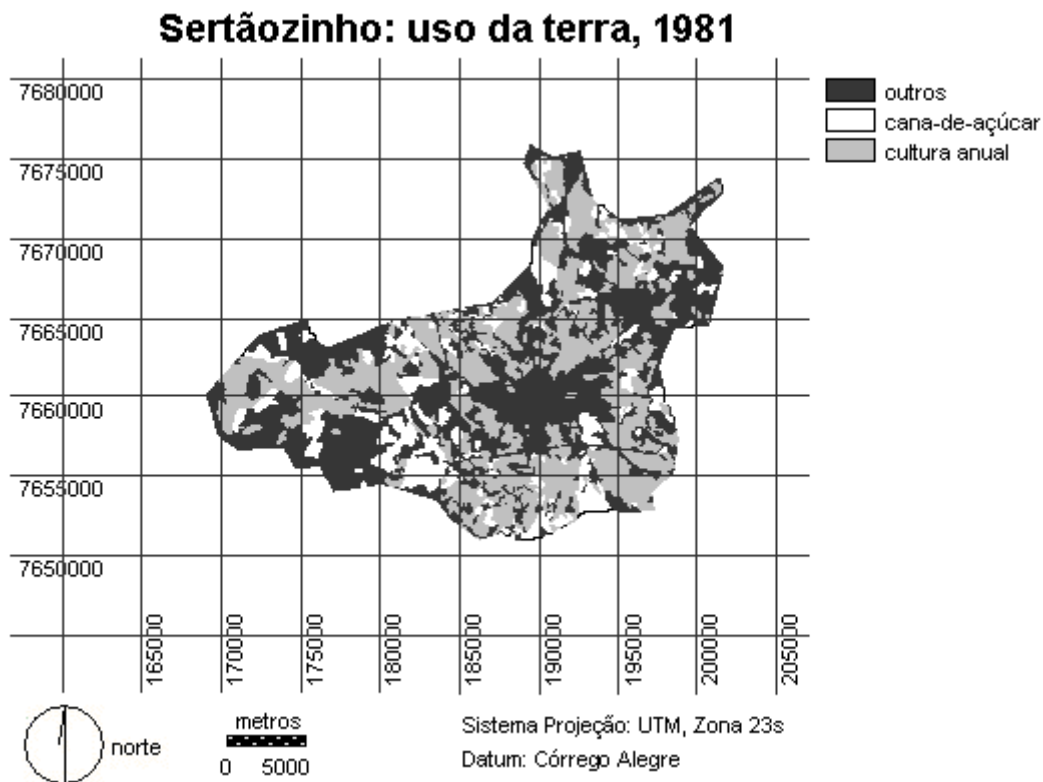 Sertãozinho: uso da terra, 1981
7680000
outros
cana-de-açúcar
cultura anual
7675000
7670000
7665000
7660000
7655000
7650000
165000
170000
175000
180000
185000
190000
195000
200000
205000
norte
metros
0 5000
Sistema Projeção: UTM, Zona 23s
Datum: Córrego Alegre